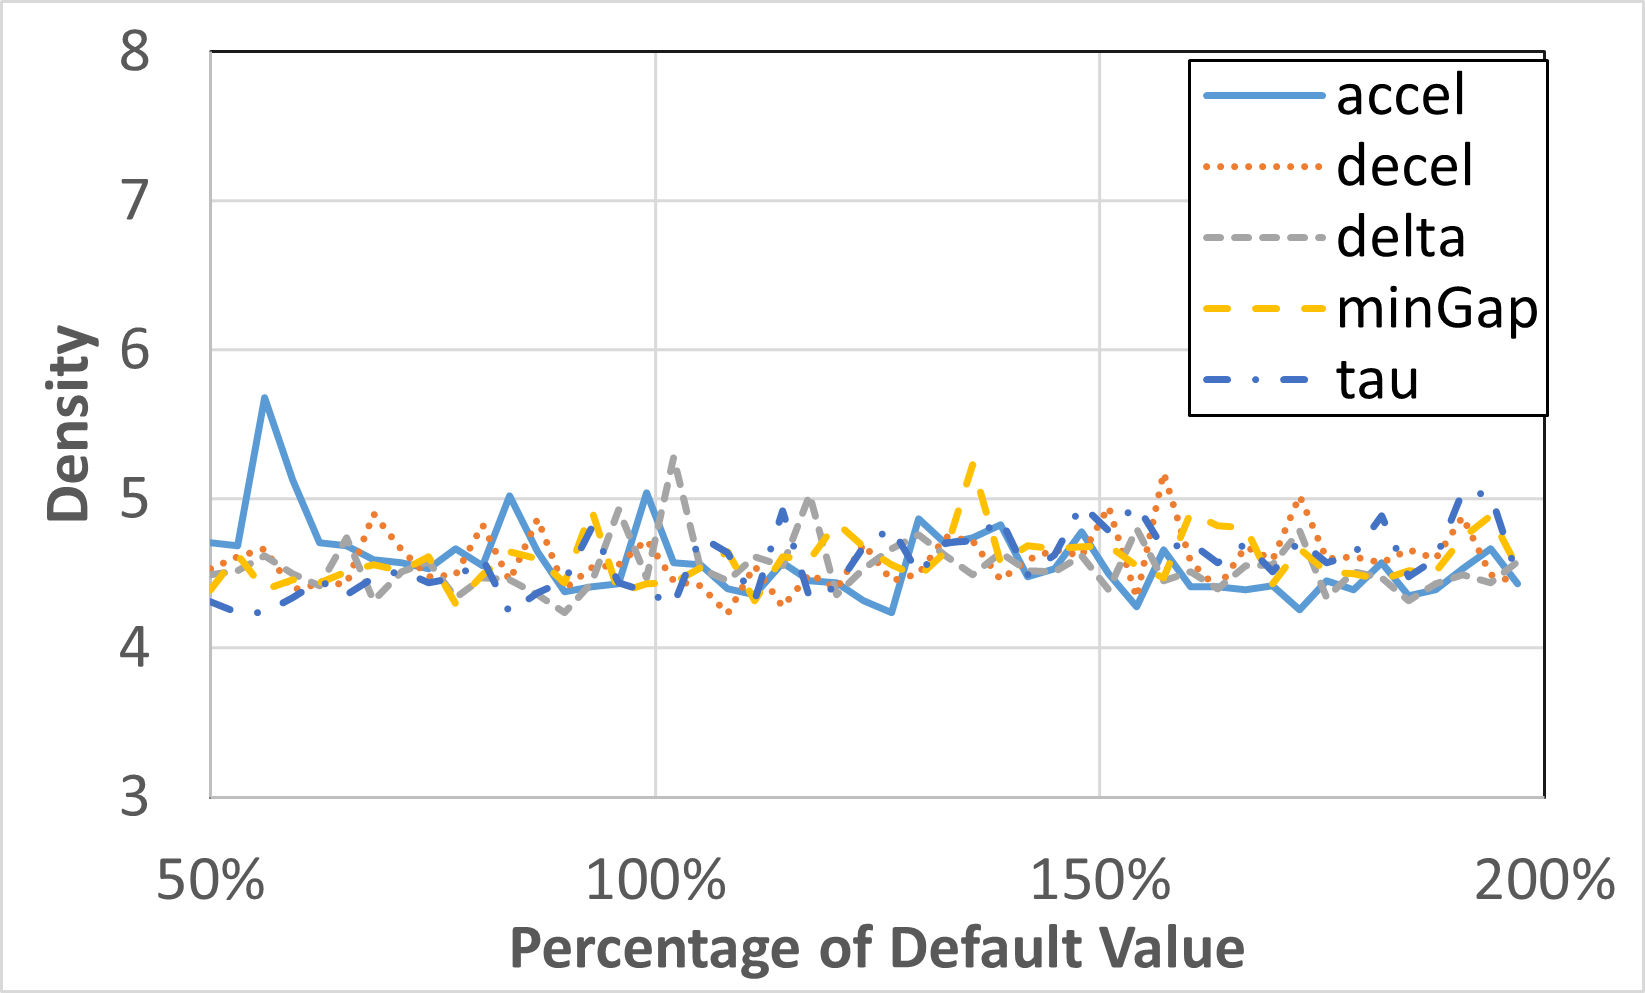 8
7
6
5
4
3
Density
50%
100%
150%
200%
Percentage of Default Value
accel
decel
delta
minGap
tau